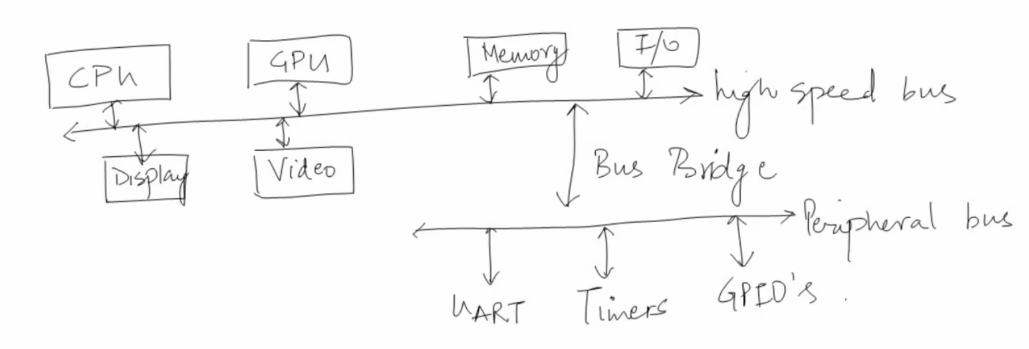 CPU
GPU
Memory
I/O
high speed bus
Display
Video
Bus Bridge
Peripheral bus
UART
Timers
GPIO's.